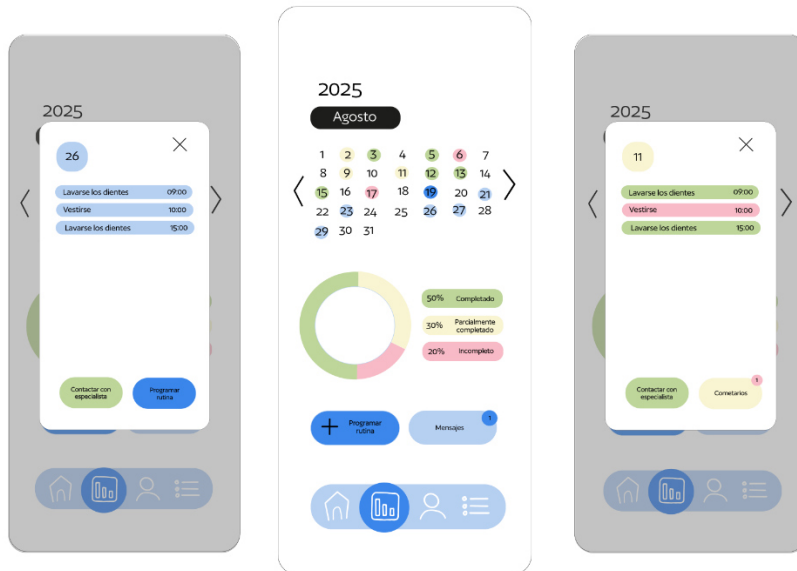 2025
26
Lavarse los dientes 09:00
Vestirse 10:00
Lavarse los dientes 15:00
Contactar con
especialista
Programar
rutina
2025
Agosto
1 2 3 4 5 6 7
8 9 10 11 12 13 14
15 16 17 18 19 20 21
22 23 24 25 26 27 28
29 30 31
50% Completado
30% Parcialmente
completado
20% Incompleto
Programar
rutina
Mensajes 1
2025
11
Lavarse los dientes 09:00
Vestirse 10:00
Lavarse los dientes 15:00
Contactar con
especialista
Cometarios 1